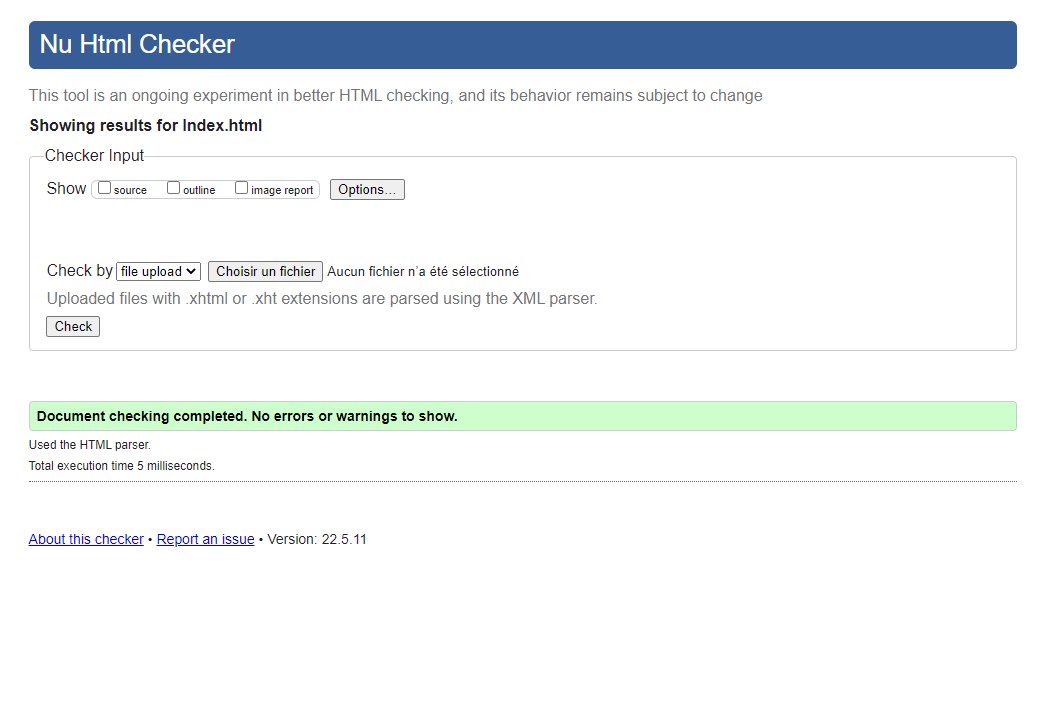 Nu Html Checker
This tool is an ongoing experiment in better HTML checking, and its behavior remains subject to change
Showing results for Index.html
Checker Input
Show source outline image report Options...
Check by file upload Choisir un fichier Aucun fichier n'a été sélectionné
Uploaded files with .xhtml or .xht extensions are parsed using the XML parser.
Check
Document checking completed. No errors or warnings to show.
Used the HTML parser.
Total execution time 5 milliseconds.
About this checker • Report an issue • Version: 22.5.11